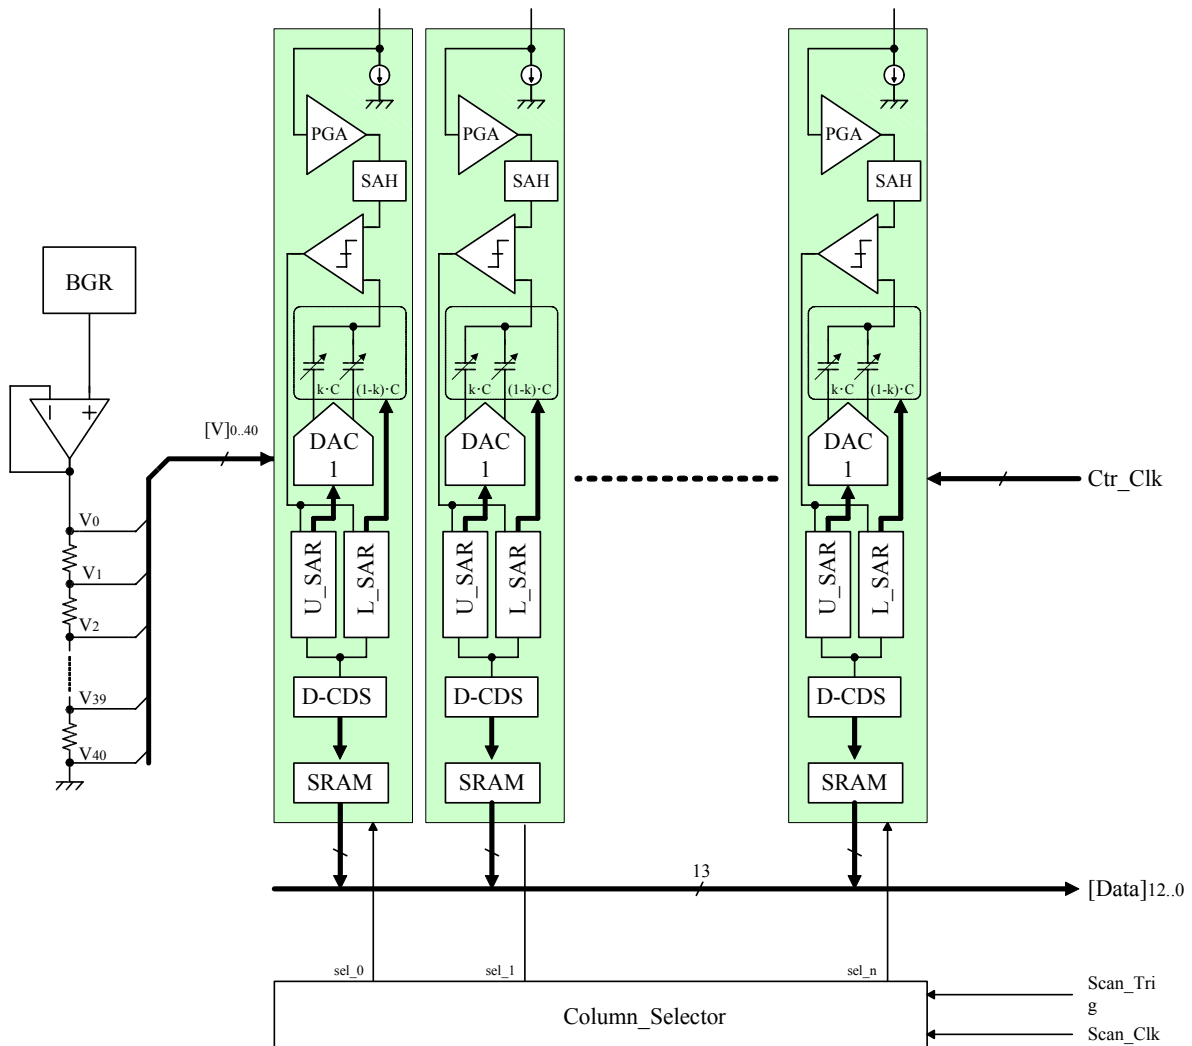 PGA
PGA
PGA
SAH
SAH
SAH
BGR
k·C (1-k)·C
k·C (1-k)·C
k·C (1-k)·C
[V]0..40
DAC
1
DAC
1
DAC
1
Ctr_Clk
V0
V1
V2
V39
V40
U_SAR
L_SAR
U_SAR
L_SAR
U_SAR
L_SAR
D-CDS
D-CDS
D-CDS
SRAM
SRAM
SRAM
13
[Data]12..0
sel_0
sel_1
sel_n
Scan_Tri
g
Column_Selector
Scan_Clk